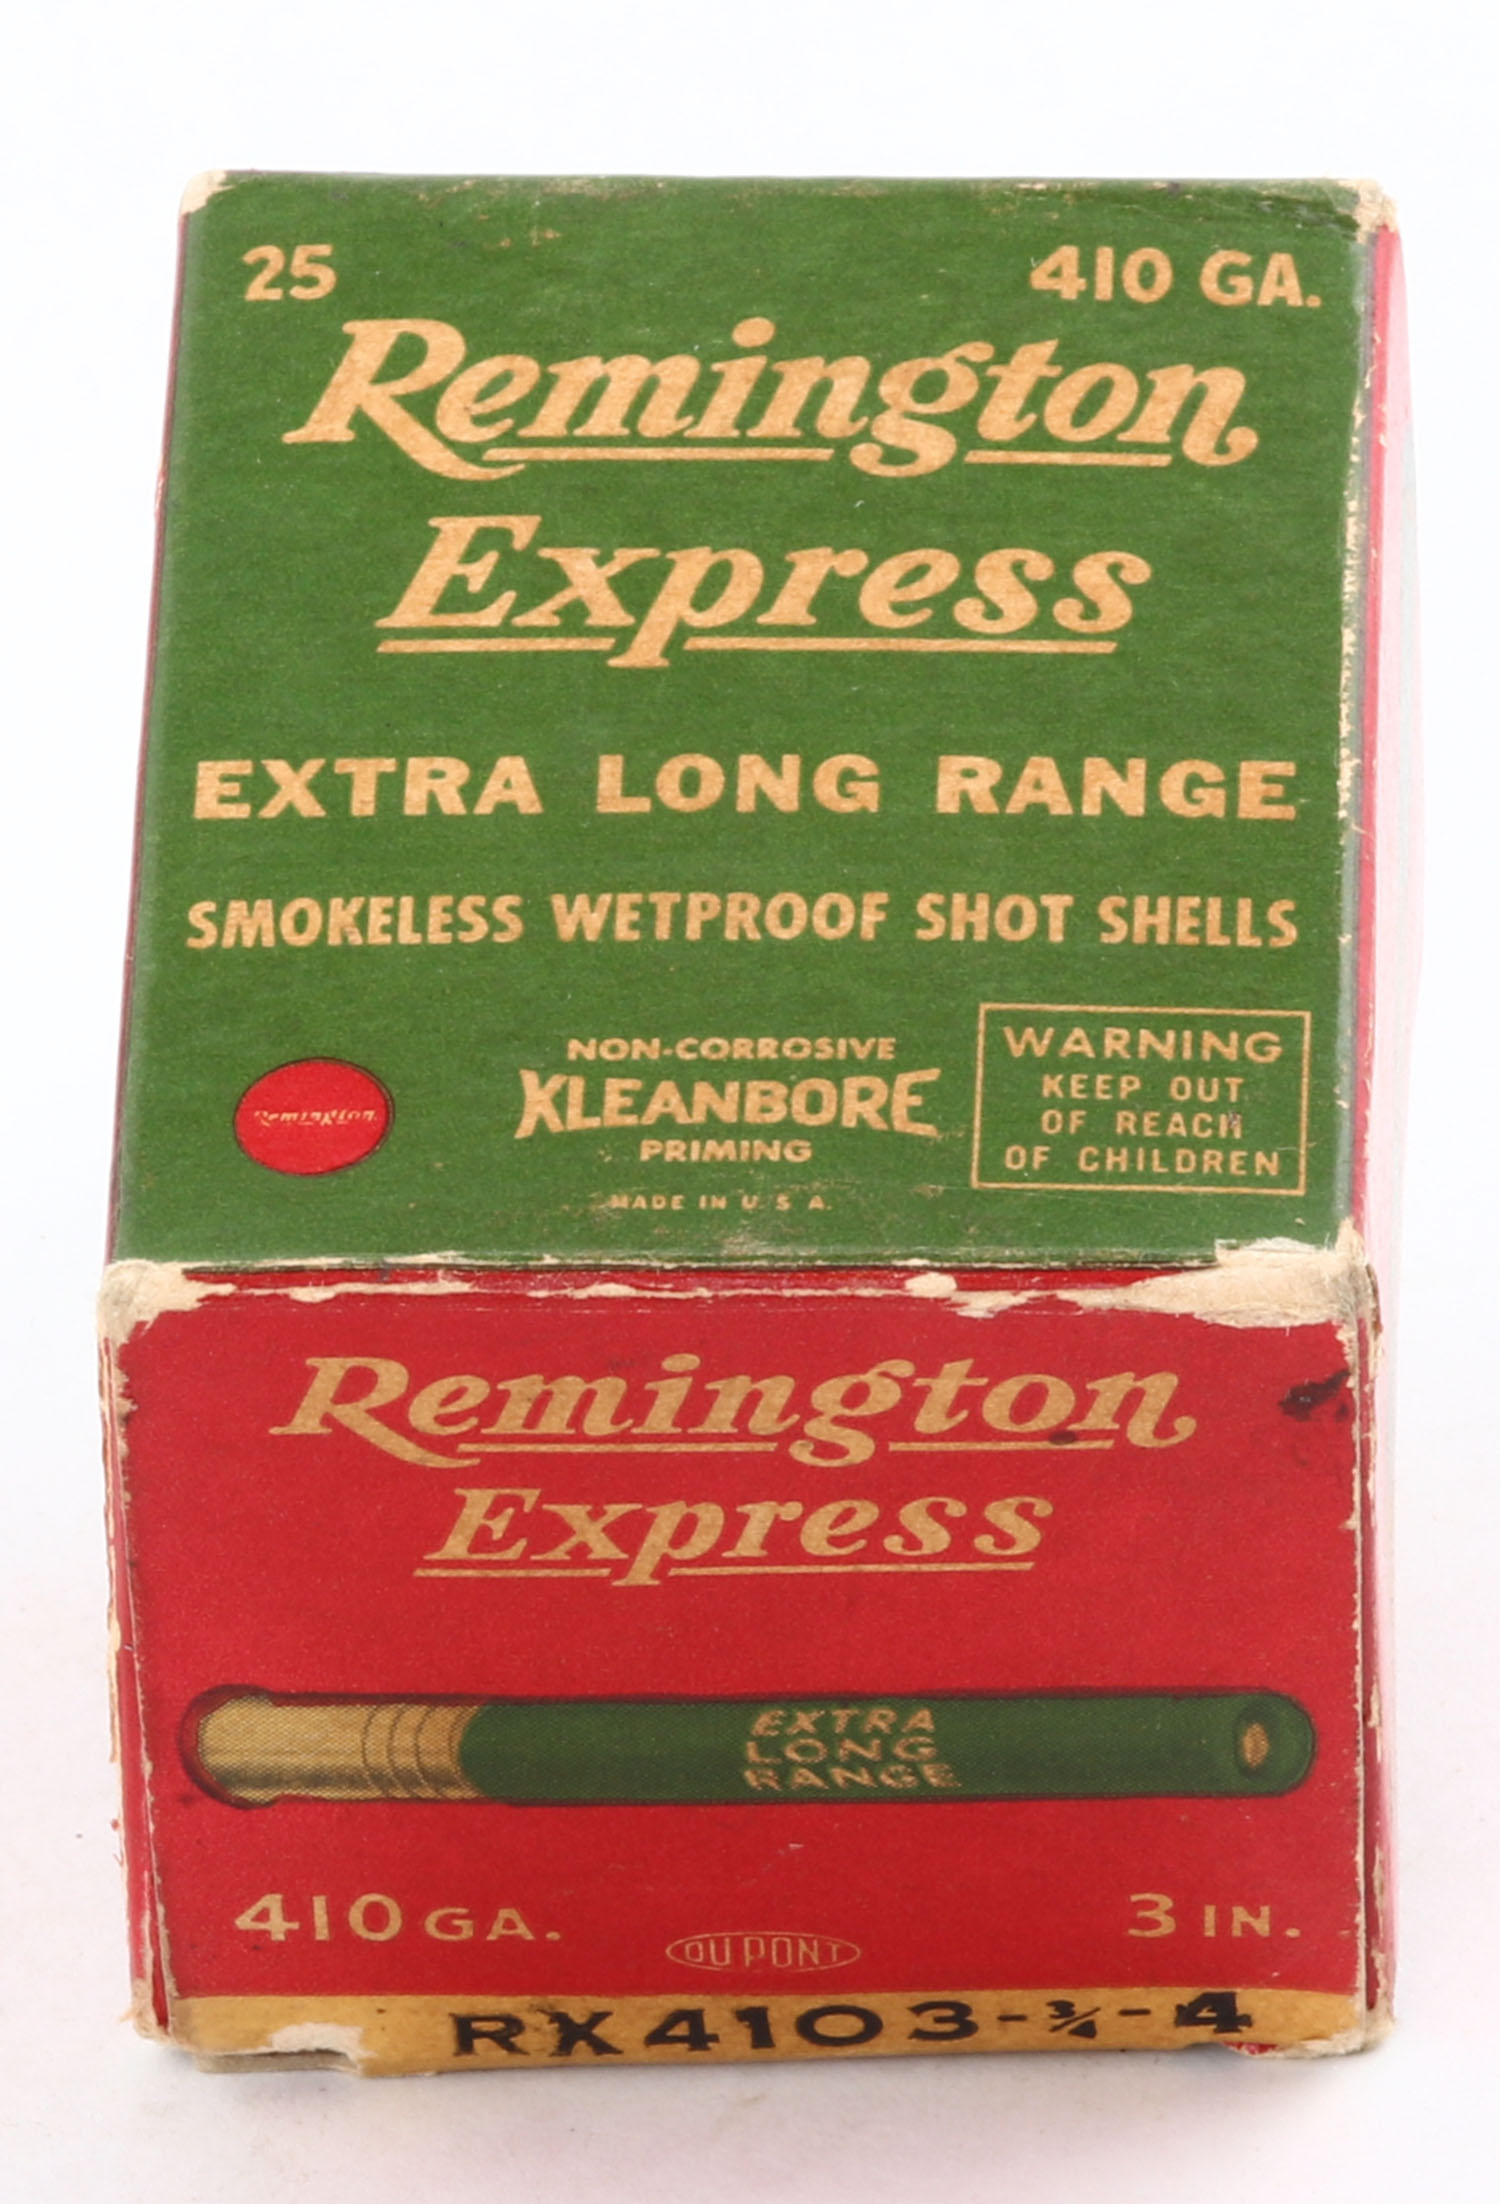 25 410 GA.
Remington
Express
EXTRA LONG RANGE
SMOKELESS WETPROOF SHOT SHELLS
Remington
NON-CORROSIVE
KLEANBORE
PRIMING
MADE IN U.S.A.
WARNING
KEEP OUT
OF REACH
OF CHILDREN
Remington
Express
EXTRA
LONG
RANGE
410 GA. 3 IN.
DU PONT
RX4103-¾-4